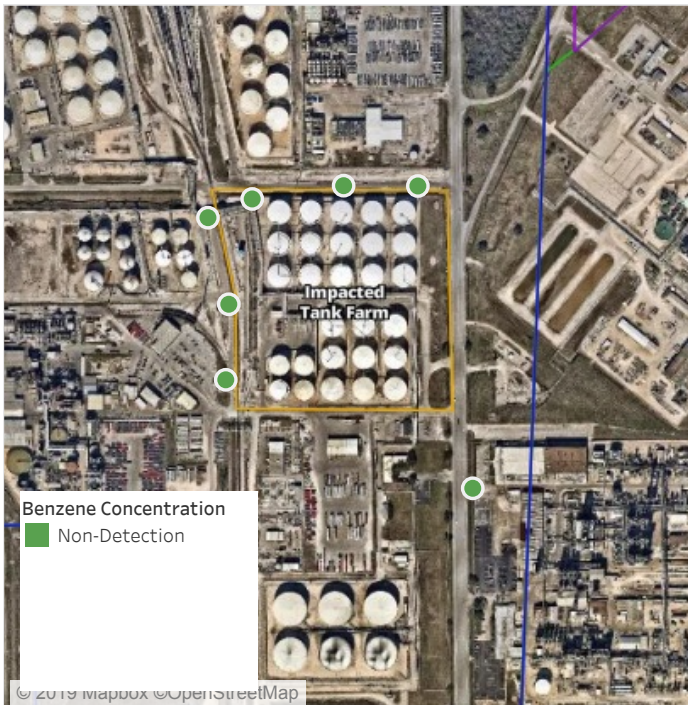 Impacted
Tank Farm
Benzene Concentration
Non-Detection
© 2019 Mapbox ©OpenStreetMap